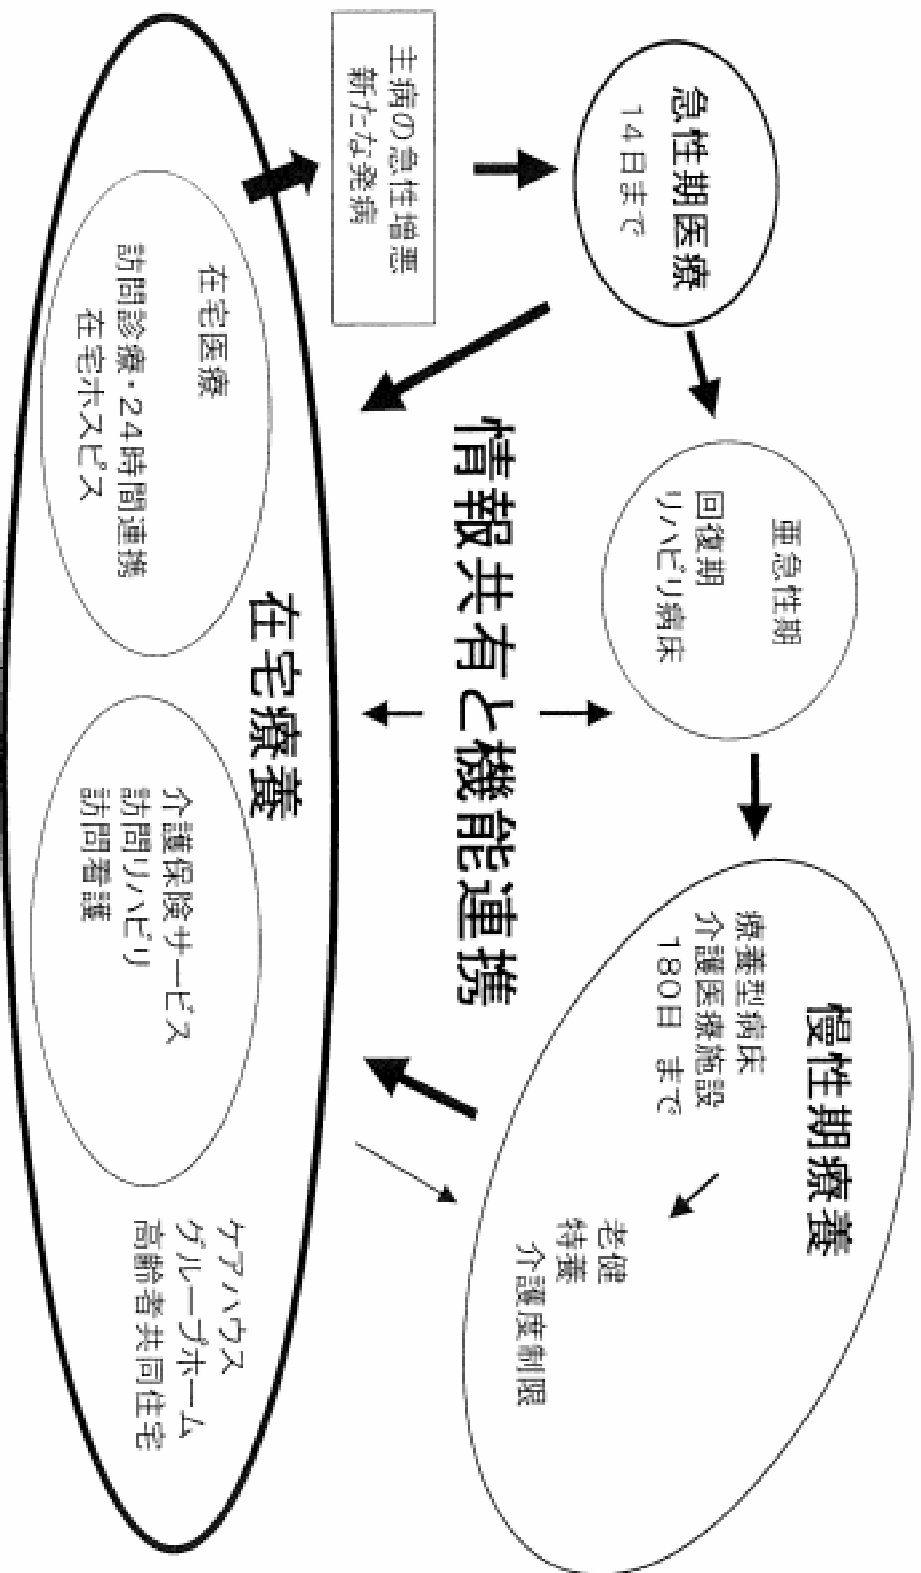 急性期医療
14日まで
主病の急性増悪
新たな発病
亜急性期
回復期
リハビリ病床
情報共有と機能連携
慢性期療養
療養型病床
介護医療施設
180日 まで
老健
特養
介護度制限
在宅療養
在宅医療
訪問診療・24時間連携
在宅ホスピス
介護保険サービス
訪問リハビリ
訪問看護
ケアハウス
グループホーム
高齢者共同住宅